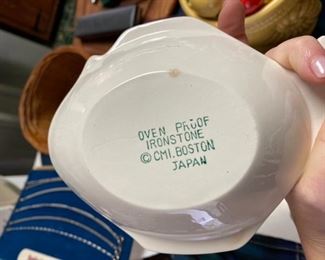 OVEN PROOF
IRONSTONE
© CMI. BOSTON
JAPAN